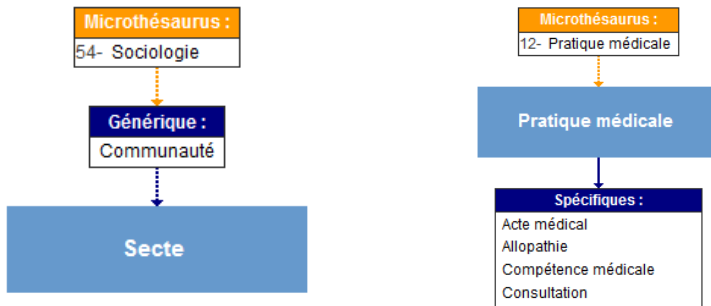 Microthésaurus :
54- Sociologie
Générique :
Communauté
Secte
Microthésaurus :
12- Pratique médicale
Pratique médicale
Spécifiques :
Acte médical
Allopathie
Compétence médicale
Consultation